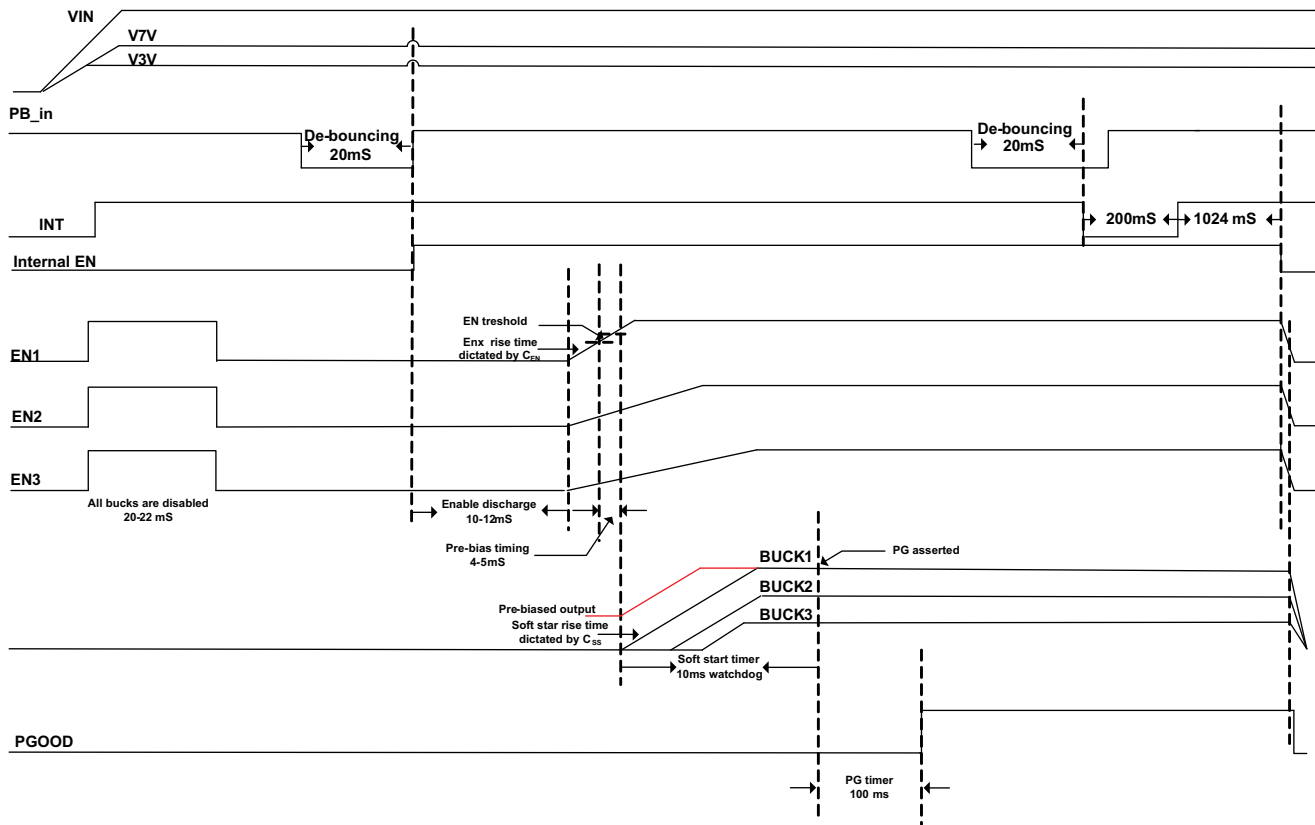 VIN
V7V
V3V
PB_in
De-bouncing
20mS
De-bouncing
20mS
INT
200mS
1024 mS
Internal EN
EN treshold
Enx rise time
dictated by CEN
EN1
EN2
EN3
All bucks are disabled
20-22 mS
Enable discharge
10-12mS
Pre-bias timing
4-5mS
BUCK1
PG asserted
BUCK2
Pre-biased output
BUCK3
Soft star rise time
dictated by CSS
Soft start timer
10ms watchdog
PGOOD
PG timer
100 ms